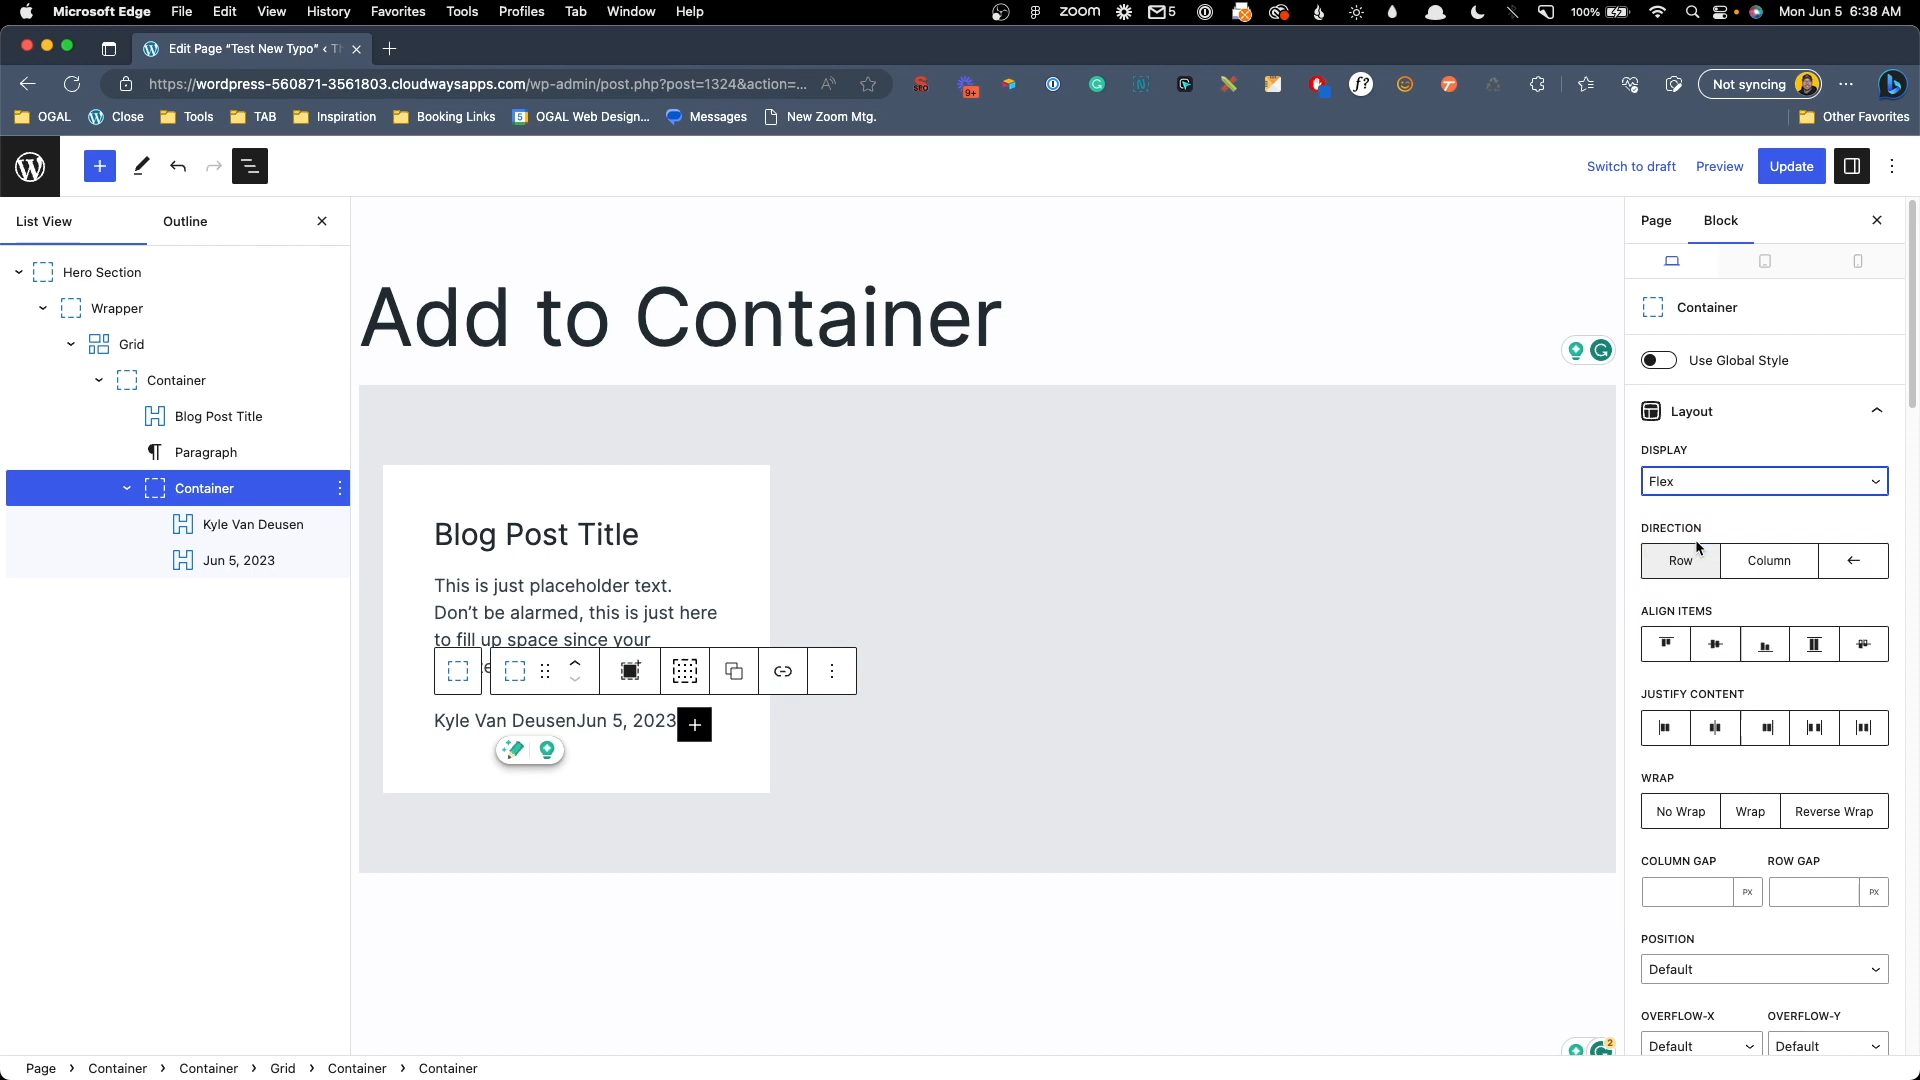 Microsoft Edge File Edit View History Favorites Tools Profiles Tab Window Help
zoom 5 100% Mon Jun 5 6:38 AM
Edit Page “Test New Typo” ‹ Th
https://wordpress-560871-3561803.cloudwaysapps.com/wp-admin/post.php?post=1324&action=...
SEO 9+ f? Not syncing
OGAL Close Tools TAB Inspiration Booking Links 5 OGAL Web Design... Messages New Zoom Mtg. Other Favorites
Switch to draft Preview Update
List View Outline
Hero Section
Wrapper
Grid
Container
Blog Post Title
Paragraph
Container
Kyle Van Deusen
Jun 5, 2023
Add to Container
Blog Post Title
This is just placeholder text.
Don’t be alarmed, this is just here
to fill up space since your
Kyle Van DeusenJun 5, 2023
Page Block
Container
Use Global Style
Layout
DISPLAY
Flex
DIRECTION
Row Column
ALIGN ITEMS
JUSTIFY CONTENT
WRAP
No Wrap Wrap Reverse Wrap
COLUMN GAP ROW GAP
PX PX
POSITION
Default
OVERFLOW-X OVERFLOW-Y
Default Default
2
Page › Container › Container › Grid › Container › Container